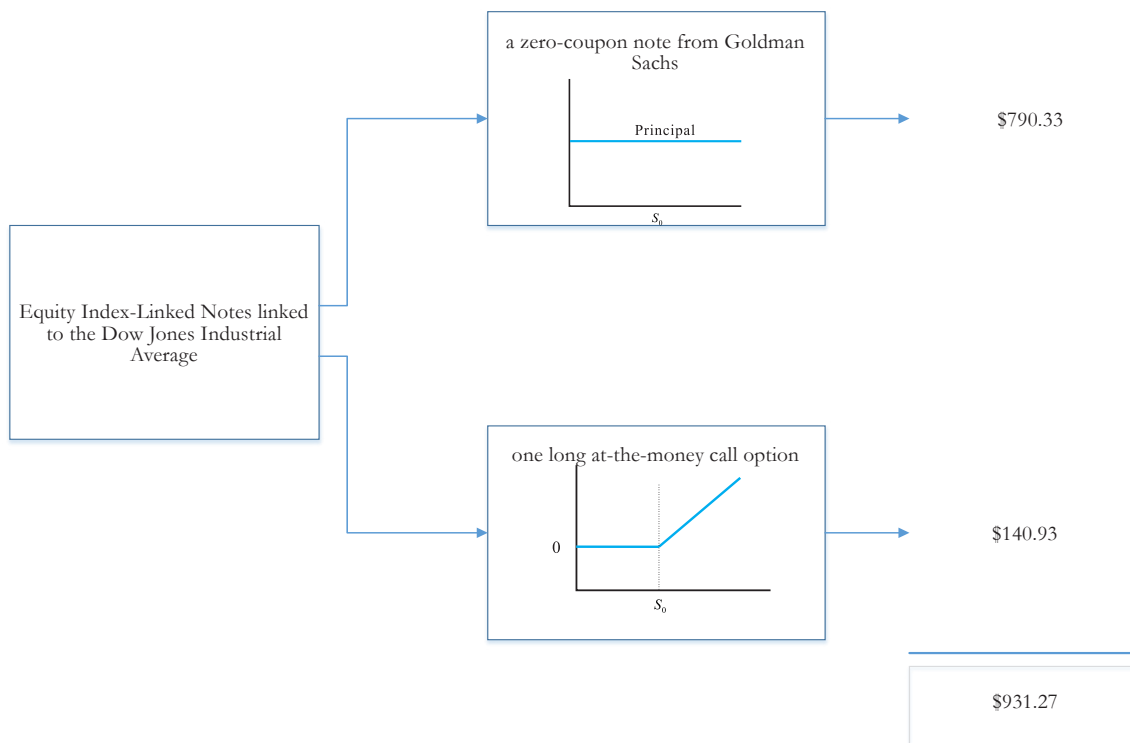 a zero-coupon note from Goldman
Sachs
Principal
S₀
$790.33
Equity Index-Linked Notes linked
to the Dow Jones Industrial
Average
one long at-the-money call option
0
S₀
$140.93
$931.27